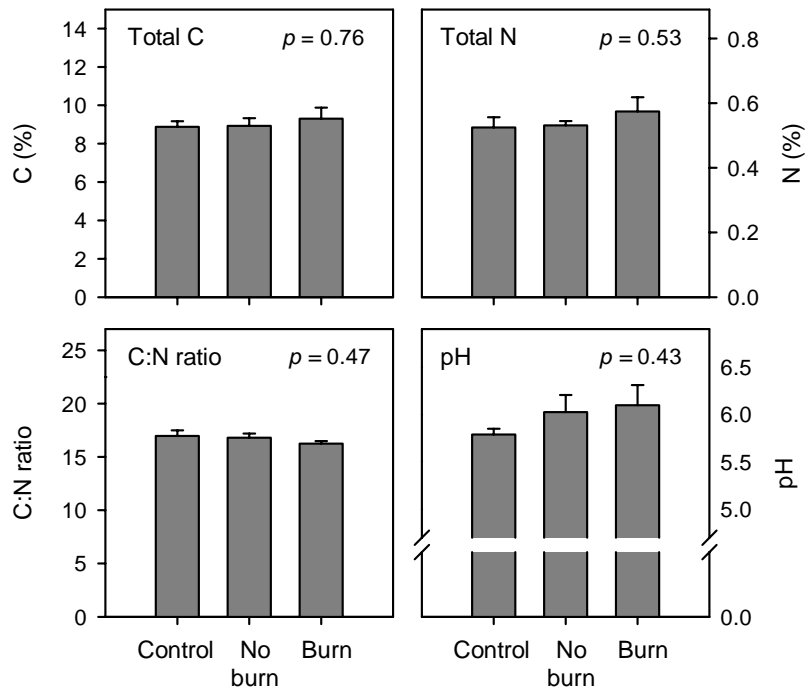 Total C
p = 0.76
14
12
10
8
6
4
2
0
C (%)
Total N
p = 0.53
0.8
0.6
0.4
0.2
0.0
N (%)
C:N ratio
p = 0.47
25
20
15
10
5
0
C:N ratio
Control
No
burn
Burn
pH
p = 0.43
6.5
6.0
5.5
5.0
0.0
pH
Control
No
burn
Burn